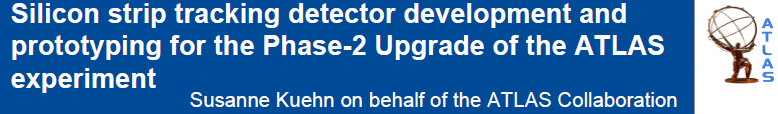 Silicon strip tracking detector development and
prototyping for the Phase-2 Upgrade of the ATLAS
experiment
Susanne Kuehn on behalf of the ATLAS Collaboration
ATLAS